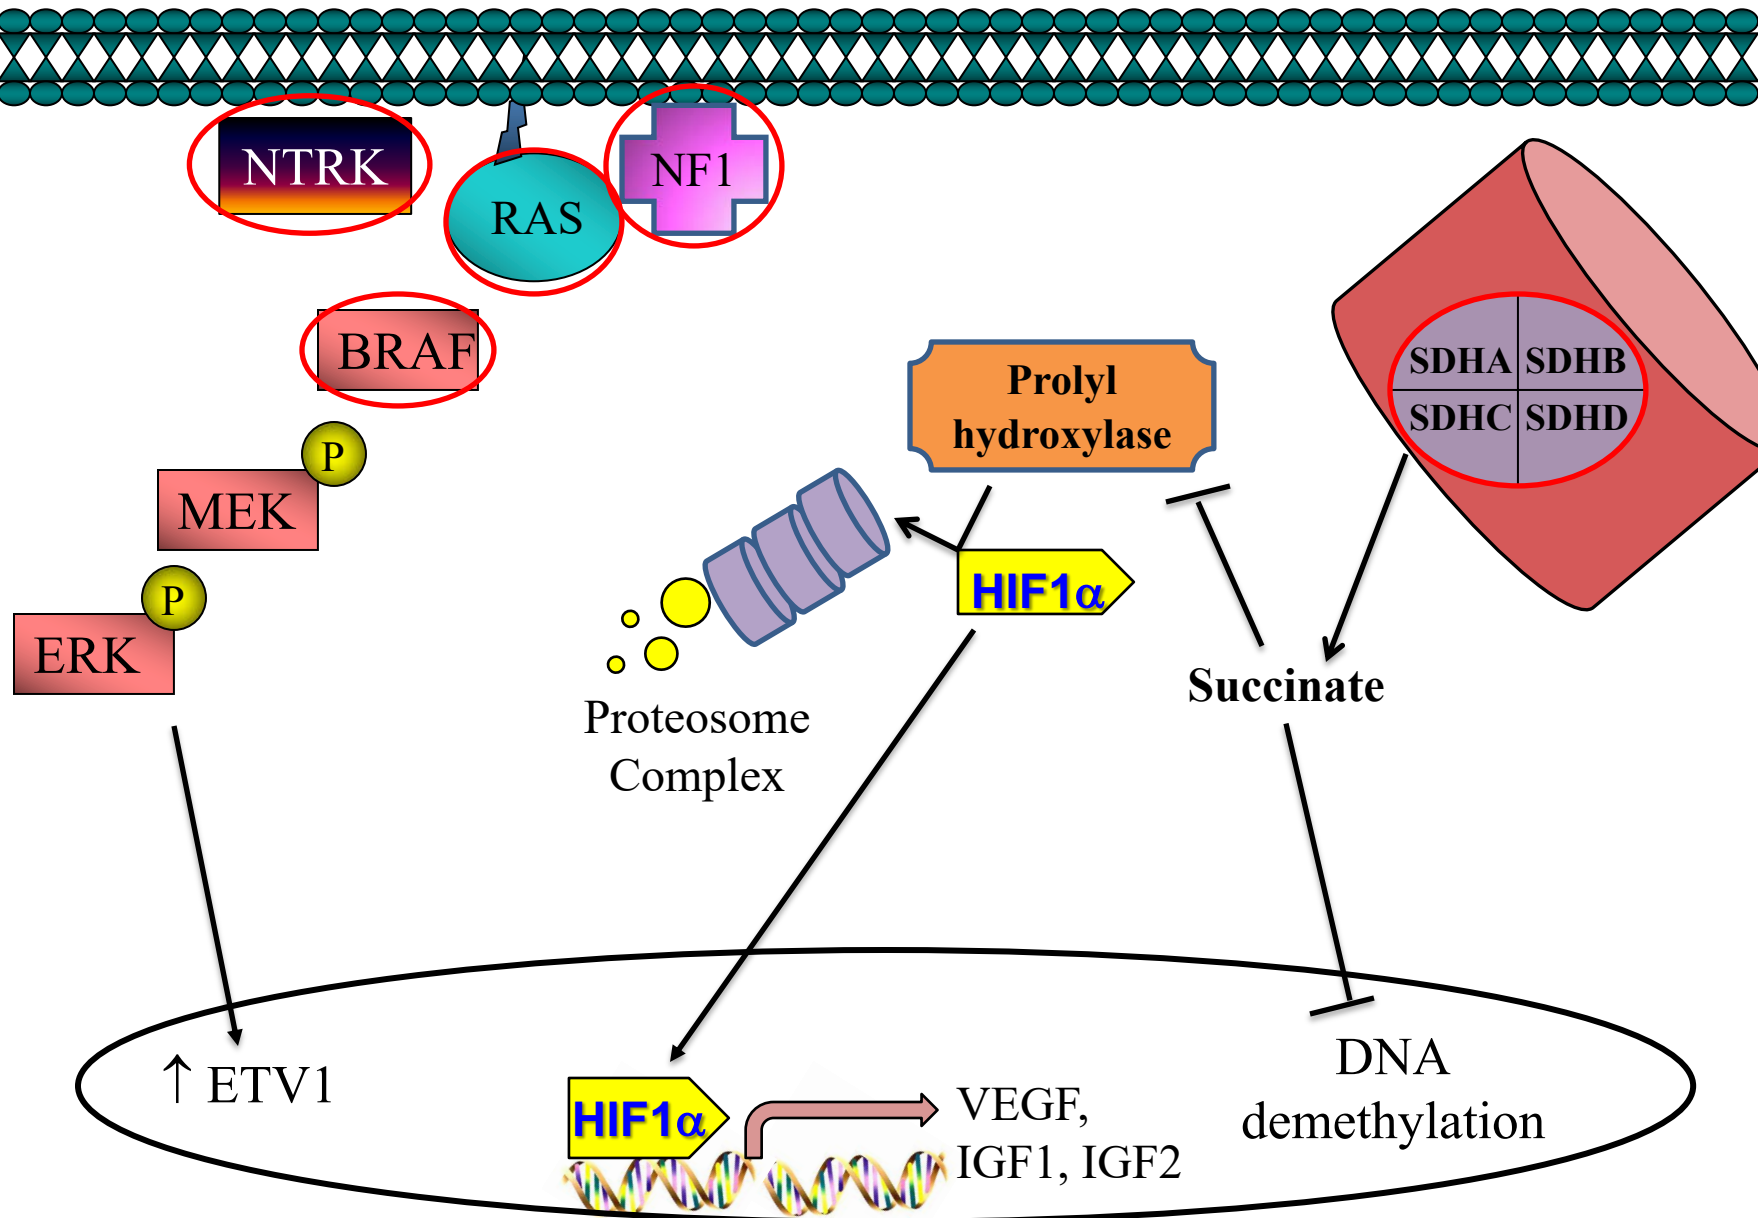 NTRK
RAS
NF1
BRAF
SDHA SDHB
SDHC SDHD
Prolyl
hydroxylase
P
MEK
P
ERK
HIF1α
Proteosome
Complex
Succinate
↑ ETV1
HIF1α
VEGF,
IGF1, IGF2
DNA
demethylation